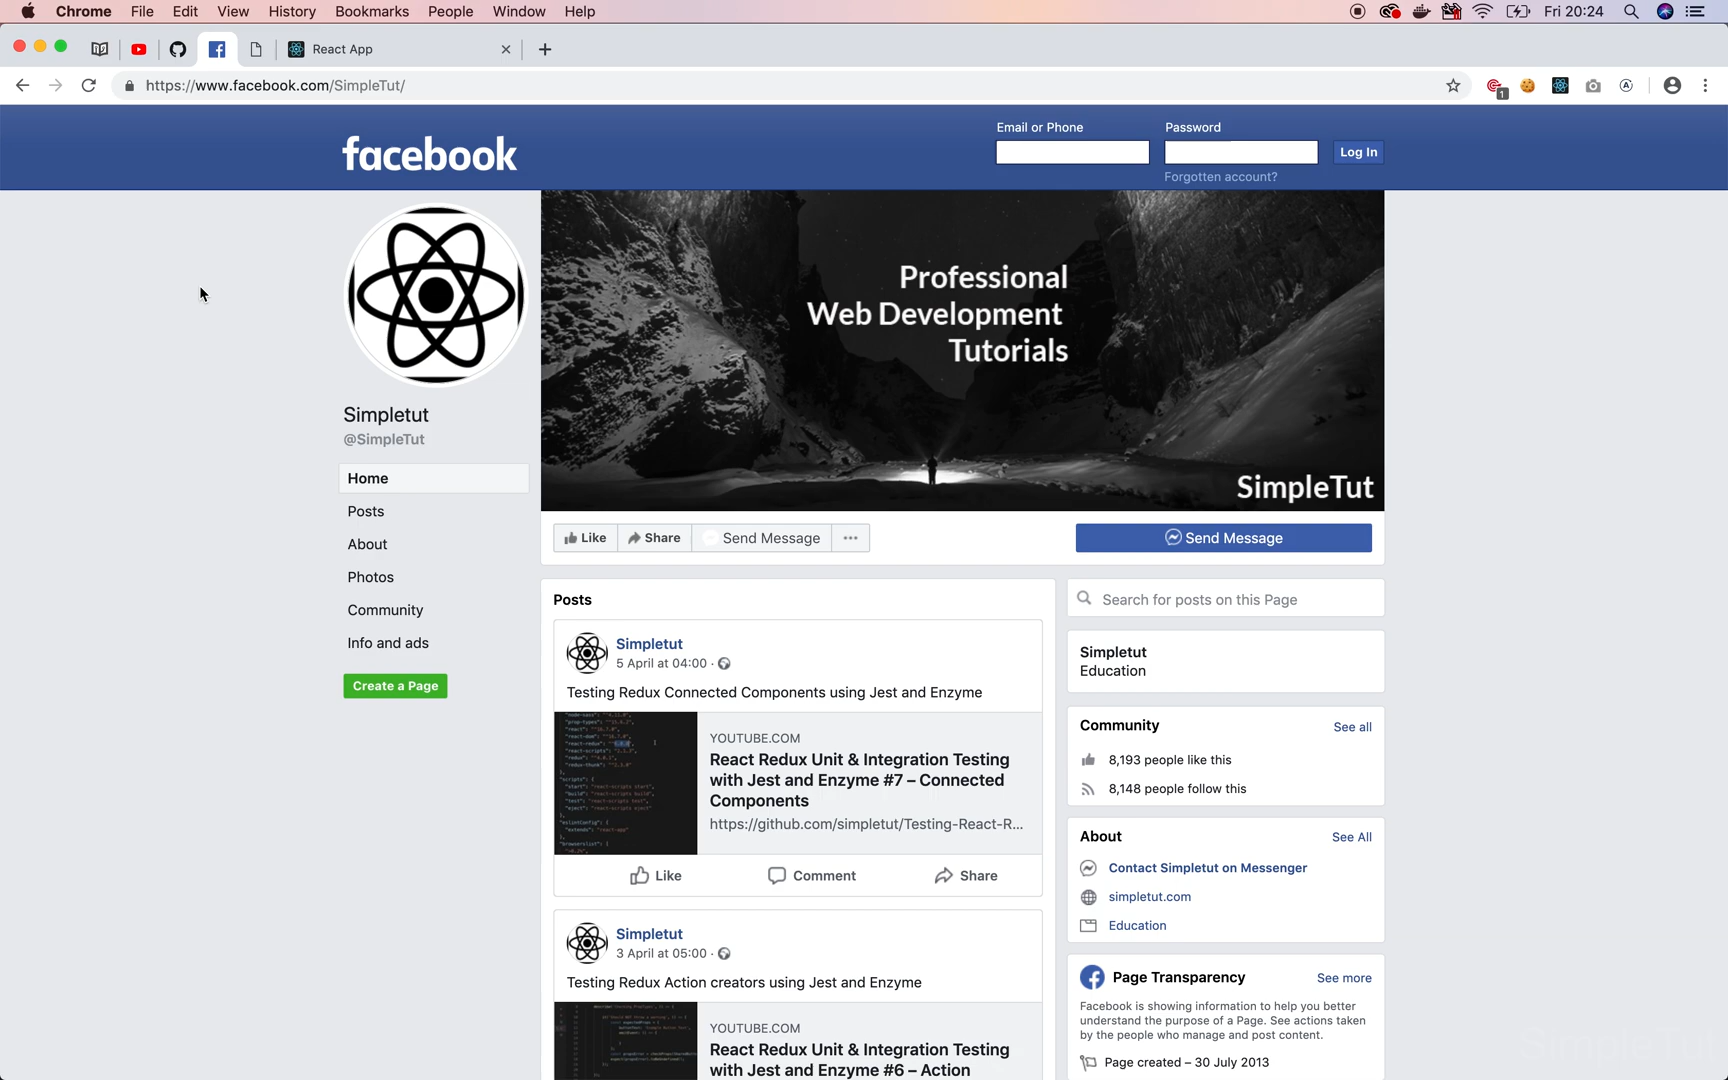 Chrome File Edit View History Bookmarks People Window Help Fri 20:24
React App
https://www.facebook.com/SimpleTut/
1
facebook
Email or Phone Password
Log In
Forgotten account?
Professional
Web Development
Tutorials
SimpleTut
Simpletut
@SimpleTut
Home
Posts
About
Photos
Community
Info and ads
Create a Page
Like Share Send Message
Send Message
Posts
Simpletut
5 April at 04:00 ·
Testing Redux Connected Components using Jest and Enzyme
YOUTUBE.COM
React Redux Unit & Integration Testing
with Jest and Enzyme #7 – Connected
Components
https://github.com/simpletut/Testing-React-R...
Like Comment Share
Simpletut
3 April at 05:00 ·
Testing Redux Action creators using Jest and Enzyme
YOUTUBE.COM
React Redux Unit & Integration Testing
with Jest and Enzyme #6 – Action
Search for posts on this Page
Simpletut
Education
Community See all
8,193 people like this
8,148 people follow this
About See All
Contact Simpletut on Messenger
simpletut.com
Education
Page Transparency See more
Facebook is showing information to help you better
understand the purpose of a Page. See actions taken
by the people who manage and post content.
Page created – 30 July 2013